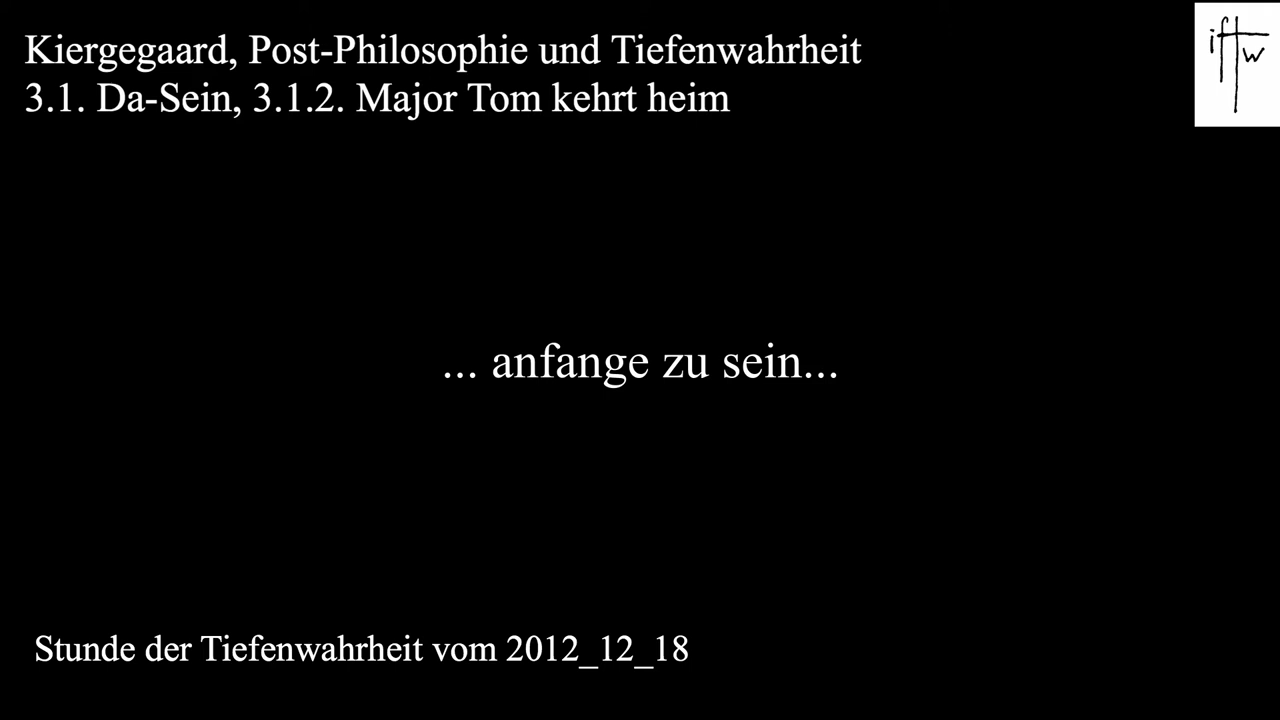 Kiergegaard, Post-Philosophie und Tiefenwahrheit
3.1. Da-Sein, 3.1.2. Major Tom kehrt heim
iftw
... anfange zu sein...
Stunde der Tiefenwahrheit vom 2012_12_18